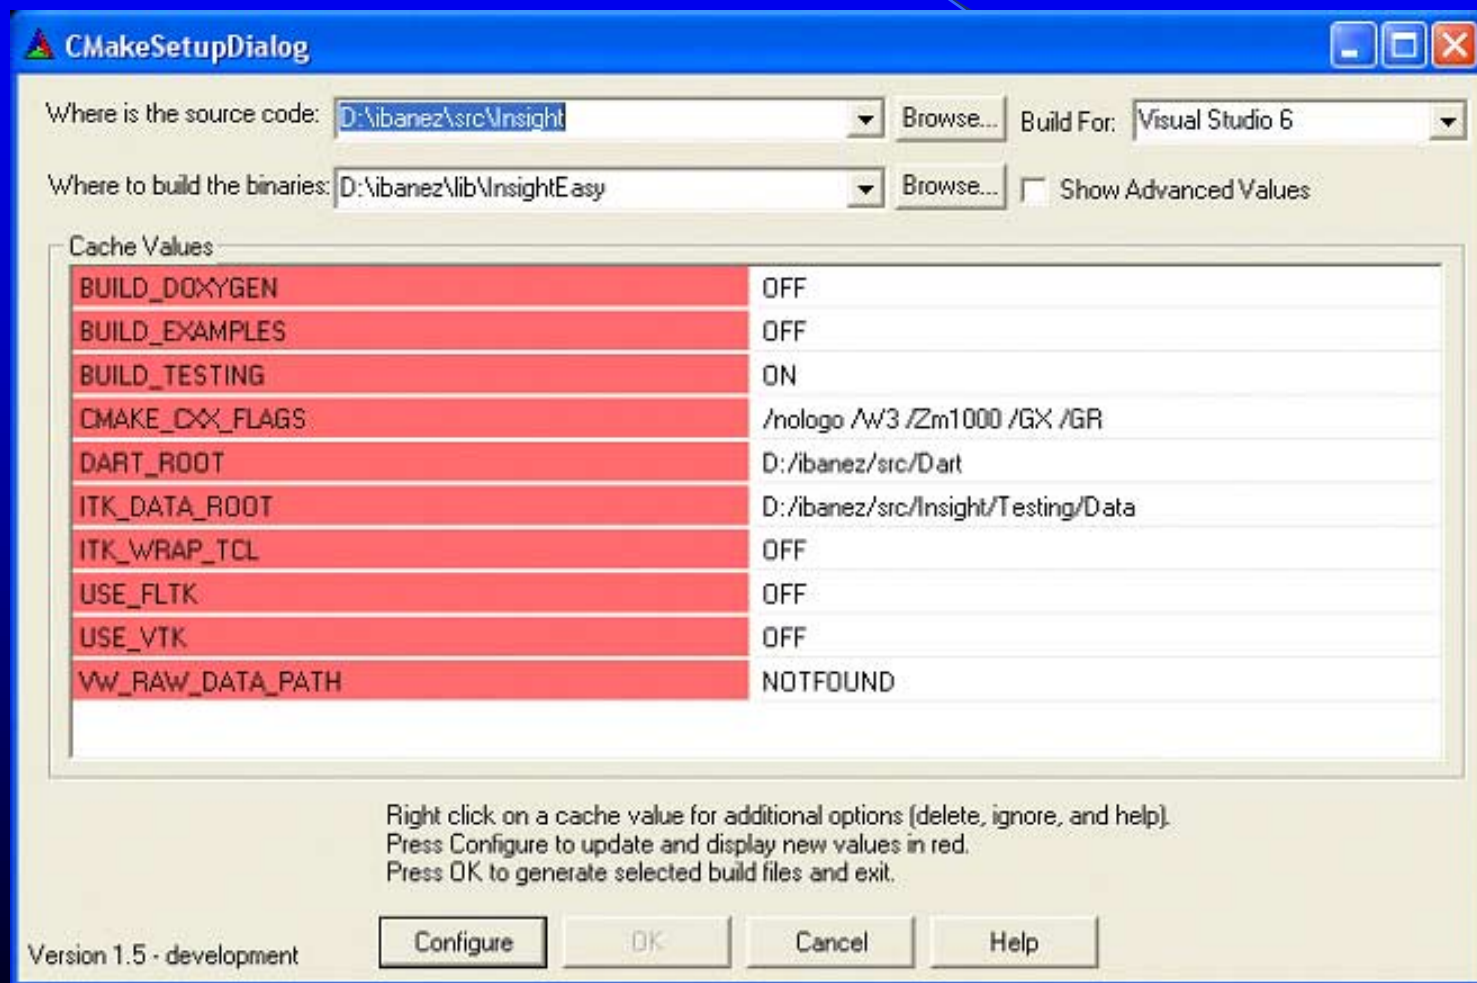 CMakeSetupDialog
Where is the source code: D:\ibanez\src\Insight Browse... Build For: Visual Studio 6
Where to build the binaries: D:\ibanez\lib\InsightEasy Browse... Show Advanced Values
Cache Values
BUILD_DOXYGEN OFF
BUILD_EXAMPLES OFF
BUILD_TESTING ON
CMAKE_CXX_FLAGS /nologo /W3 /Zm1000 /GX /GR
DART_ROOT D:/ibanez/src/Dart
ITK_DATA_ROOT D:/ibanez/src/Insight/Testing/Data
ITK_WRAP_TCL OFF
USE_FLTK OFF
USE_VTK OFF
VW_RAW_DATA_PATH NOTFOUND
Right click on a cache value for additional options (delete, ignore, and help).
Press Configure to update and display new values in red.
Press OK to generate selected build files and exit.
Version 1.5 - development Configure OK Cancel Help